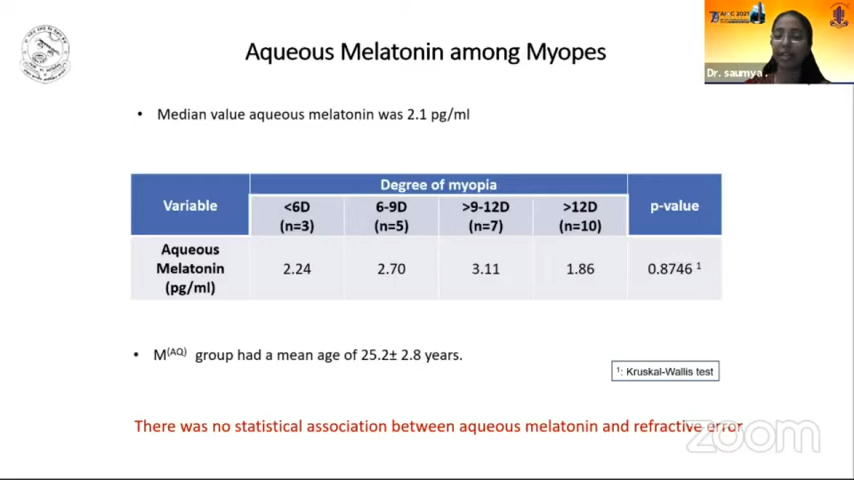 Aqueous Melatonin among Myopes
AIOC 2021
Dr. saumya .
• Median value aqueous melatonin was 2.1 pg/ml
Variable
Degree of myopia
p-value
<6D
(n=3)
6-9D
(n=5)
>9-12D
(n=7)
>12D
(n=10)
Aqueous
Melatonin
(pg/ml)
2.24
2.70
3.11
1.86
0.8746 ¹
• M(AQ) group had a mean age of 25.2± 2.8 years.
¹: Kruskal-Wallis test
There was no statistical association between aqueous melatonin and refractive error
zoom